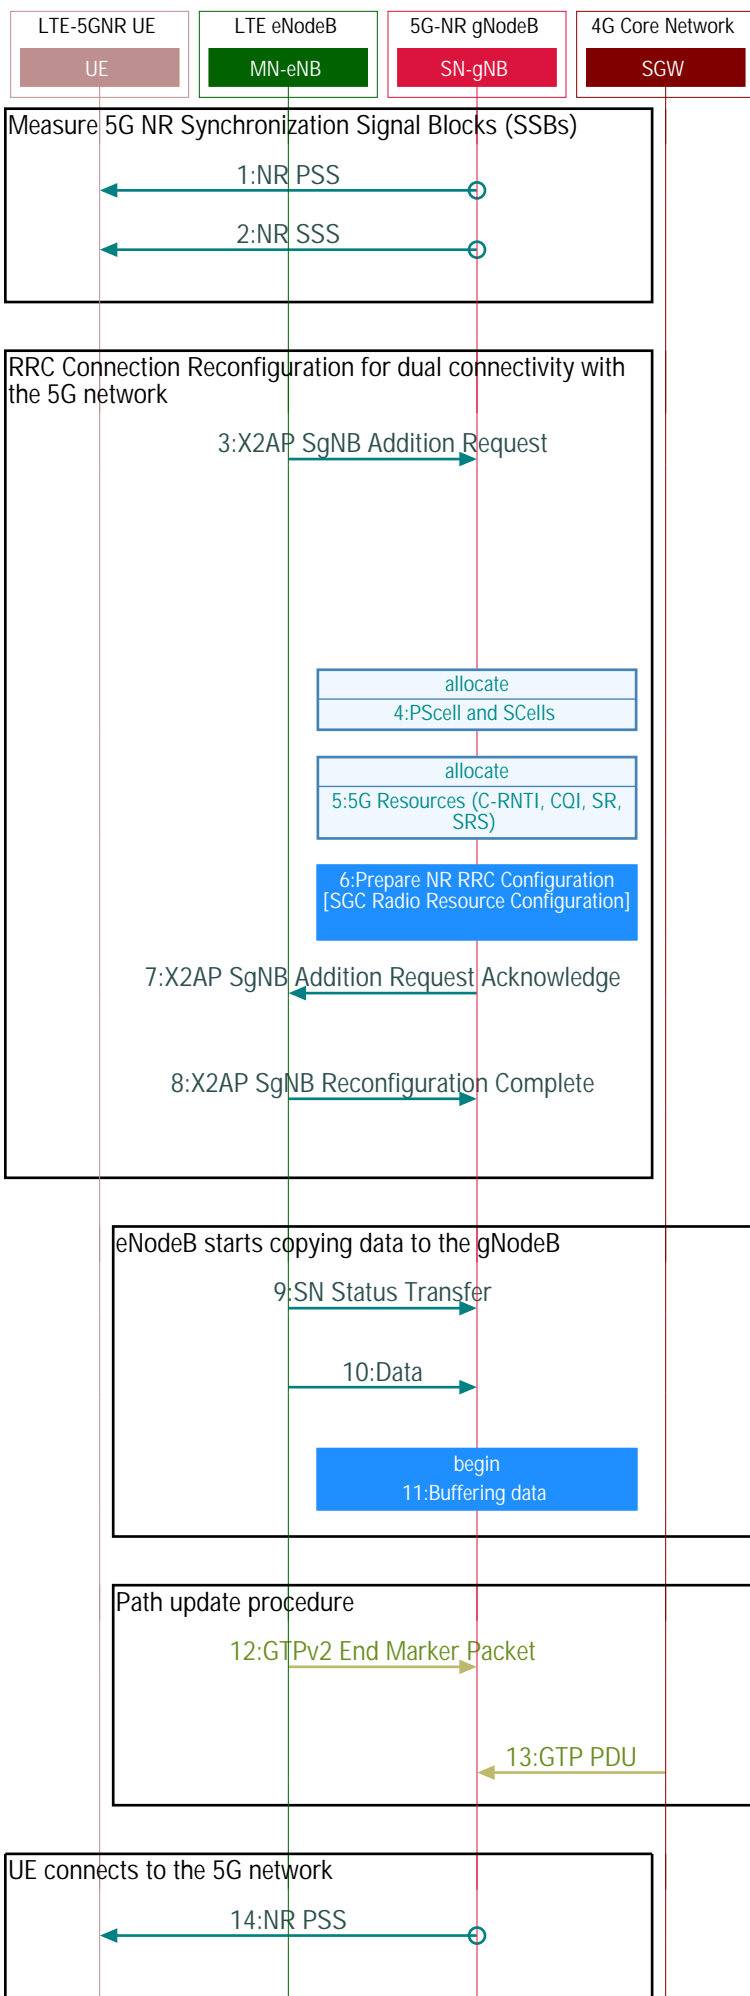 LTE-5GNR UE
LTE eNodeB
5G-NR gNodeB
4G Core Network
UE
MN-eNB
SN-gNB
SGW
Measure 5G NR Synchronization Signal Blocks (SSBs)
1:NR PSS
2:NR SSS
RRC Connection Reconfiguration for dual connectivity with
the 5G network
3:X2AP SgNB Addition Request
allocate
4:PScell and SCells
allocate
5:5G Resources (C-RNTI, CQI, SR,
SRS)
6:Prepare NR RRC Configuration
[SGC Radio Resource Configuration]
7:X2AP SgNB Addition Request Acknowledge
8:X2AP SgNB Reconfiguration Complete
eNodeB starts copying data to the gNodeB
9:SN Status Transfer
10:Data
begin
11:Buffering data
Path update procedure
12:GTPv2 End Marker Packet
13:GTP PDU
UE connects to the 5G network
14:NR PSS